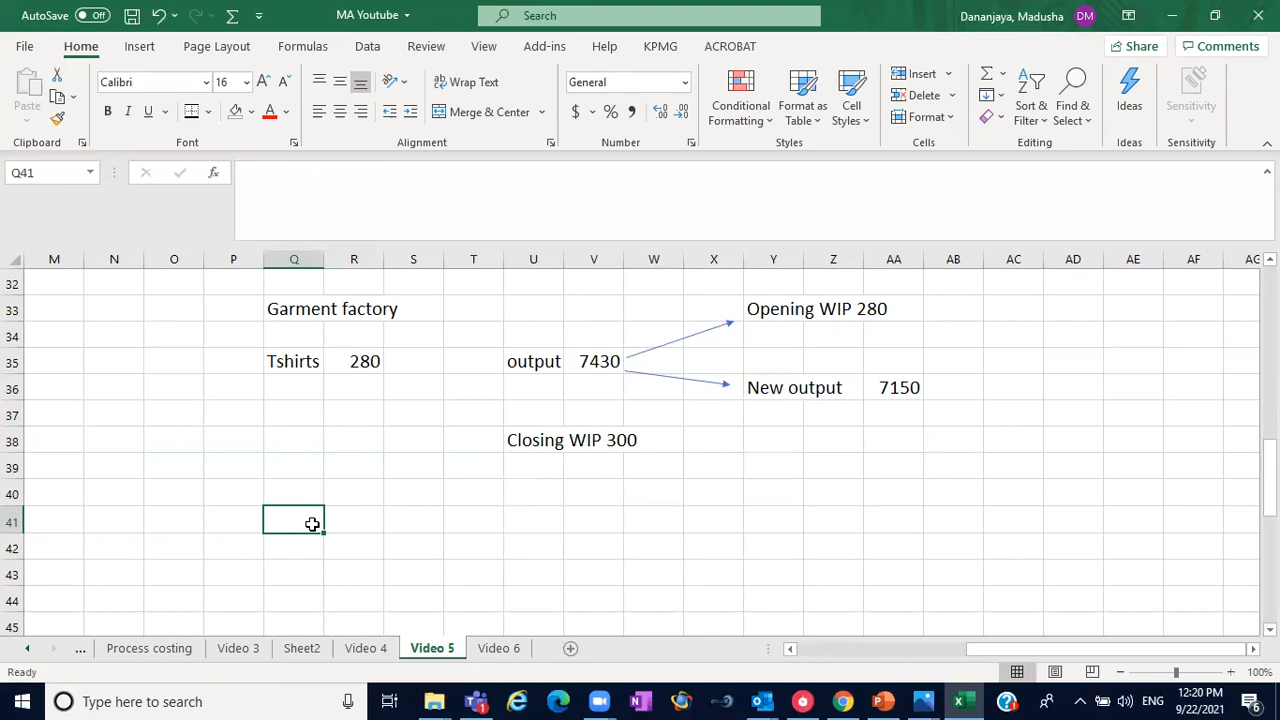 AutoSave Off MA Youtube Search Dananjaya, Madusha DM
File Home Insert Page Layout Formulas Data Review View Add-ins Help KPMG ACROBAT Share Comments
Paste Calibri 16 Wrap Text General Conditional Formatting Format as Table Cell Styles Insert Sort & Filter Find & Select Ideas Sensitivity
B I U Merge & Center $ % Delete
Format
Clipboard Font Alignment Number Styles Cells Editing Ideas Sensitivity
Q41 fx
M N O P Q R S T U V W X Y Z AA AB AC AD AE AF AG
32
33 Garment factory Opening WIP 280
34
35 Tshirts 280 output 7430
36 New output 7150
37
38 Closing WIP 300
39
40
41
42
43
44
45
... Process costing Video 3 Sheet2 Video 4 Video 5 Video 6
Ready 100%
Type here to search ENG 12:20 PM
9/22/2021 6